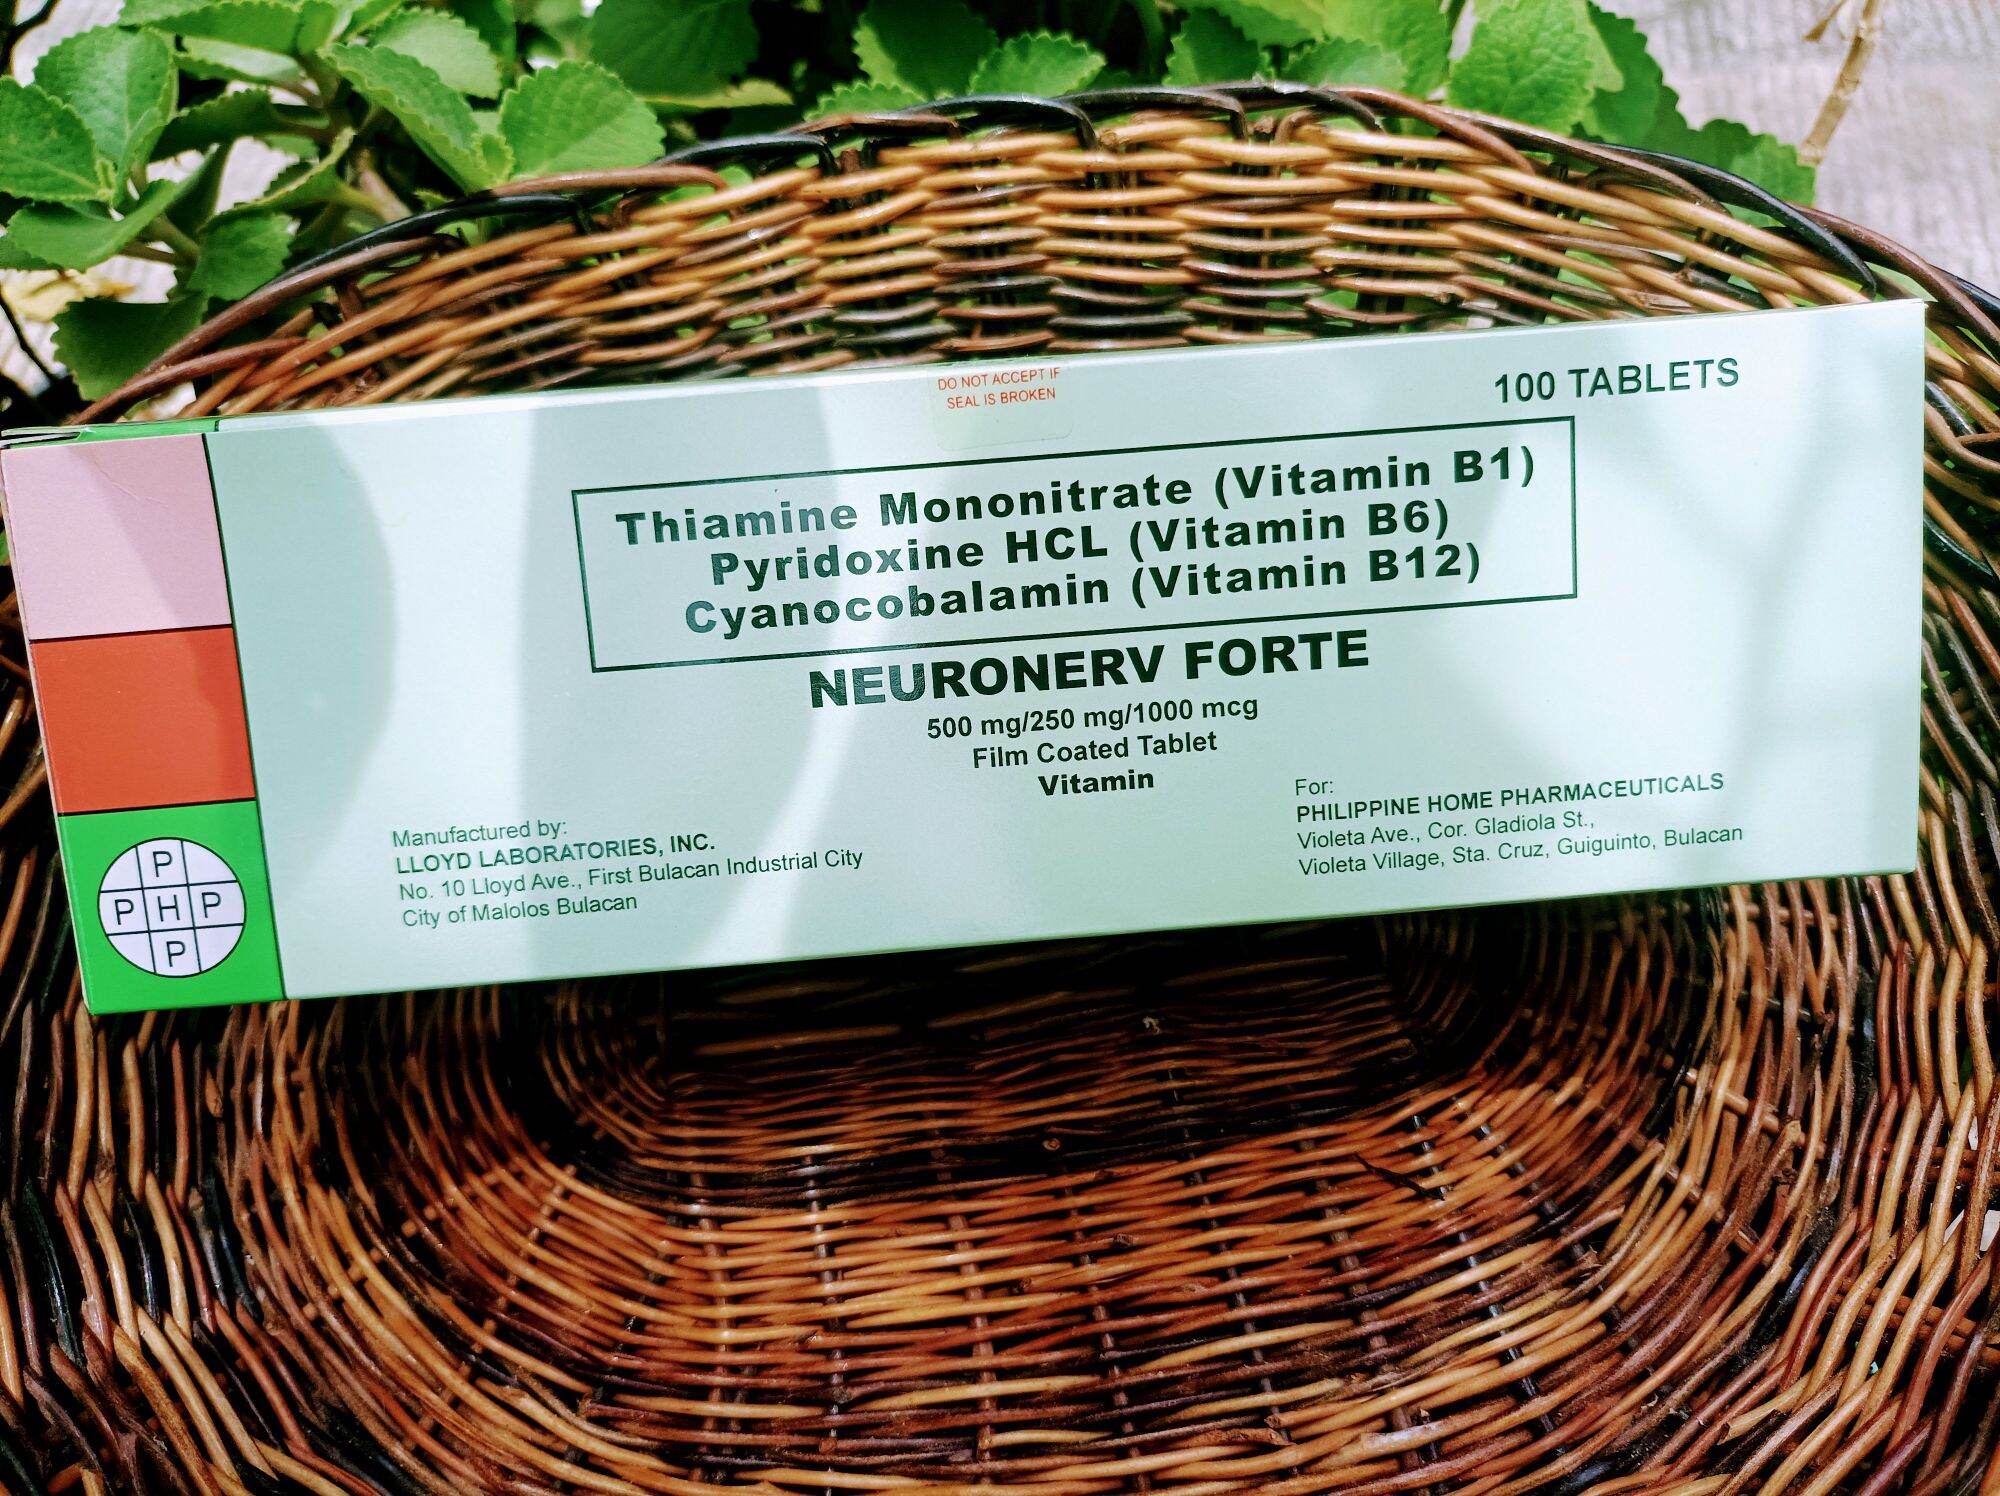 DO NOT ACCEPT IF
SEAL IS BROKEN
100 TABLETS
Thiamine Mononitrate (Vitamin B1)
Pyridoxine HCL (Vitamin B6)
Cyanocobalamin (Vitamin B12)
NEURONERV FORTE
500 mg/250 mg/1000 mcg
Film Coated Tablet
Vitamin
Manufactured by:
LLOYD LABORATORIES, INC.
No. 10 Lloyd Ave., First Bulacan Industrial City
City of Malolos Bulacan
For:
PHILIPPINE HOME PHARMACEUTICALS
Violeta Ave., Cor. Gladiola St.,
Violeta Village, Sta. Cruz, Guiguinto, Bulacan
P
P H P
P